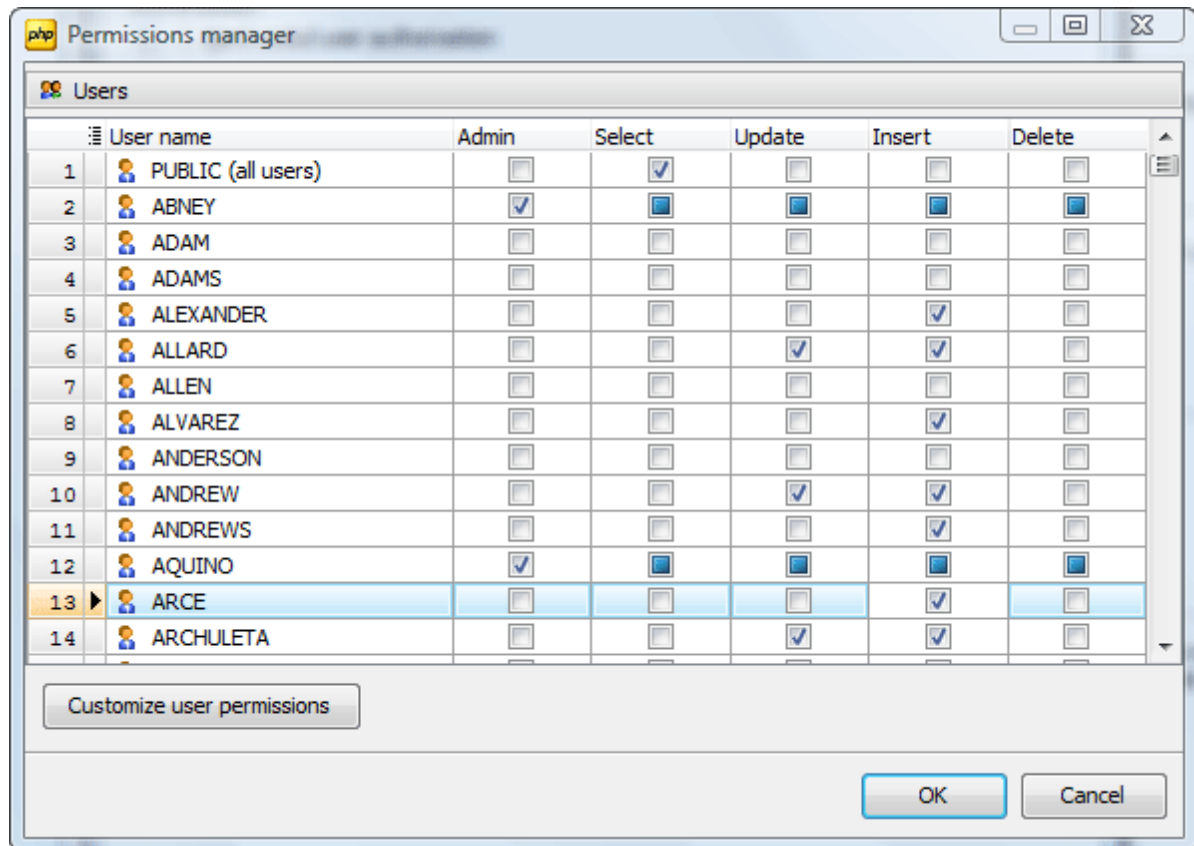 php Permissions manager
Users
User name Admin Select Update Insert Delete
1 PUBLIC (all users)
2 ABNEY
3 ADAM
4 ADAMS
5 ALEXANDER
6 ALLARD
7 ALLEN
8 ALVAREZ
9 ANDERSON
10 ANDREW
11 ANDREWS
12 AQUINO
13 ARCE
14 ARCHULETA
Customize user permissions
OK Cancel